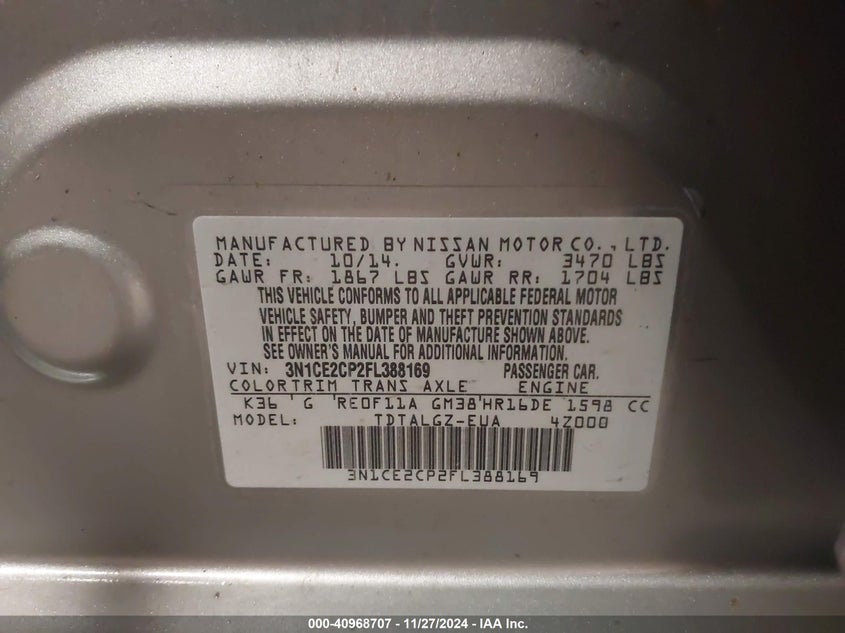 MANUFACTURED BY NISSAN MOTOR CO., LTD.
DATE: 10/14. GVWR: 3470 LBS
GAWR FR: 1867 LBS GAWR RR: 1704 LBS
THIS VEHICLE CONFORMS TO ALL APPLICABLE FEDERAL MOTOR
VEHICLE SAFETY, BUMPER AND THEFT PREVENTION STANDARDS
IN EFFECT ON THE DATE OF MANUFACTURE SHOWN ABOVE.
SEE OWNER'S MANUAL FOR ADDITIONAL INFORMATION.
VIN: 3N1CE2CP2FL388169 PASSENGER CAR.
COLOR TRIM TRANS AXLE ENGINE
K36 'G 'RE0F11A GM38'HR16DE 1598 CC
MODEL: TDTALGZ-EUA 4Z000
3N1CE2CP2FL388169
000-40968707 - 11/27/2024 - IAA Inc.